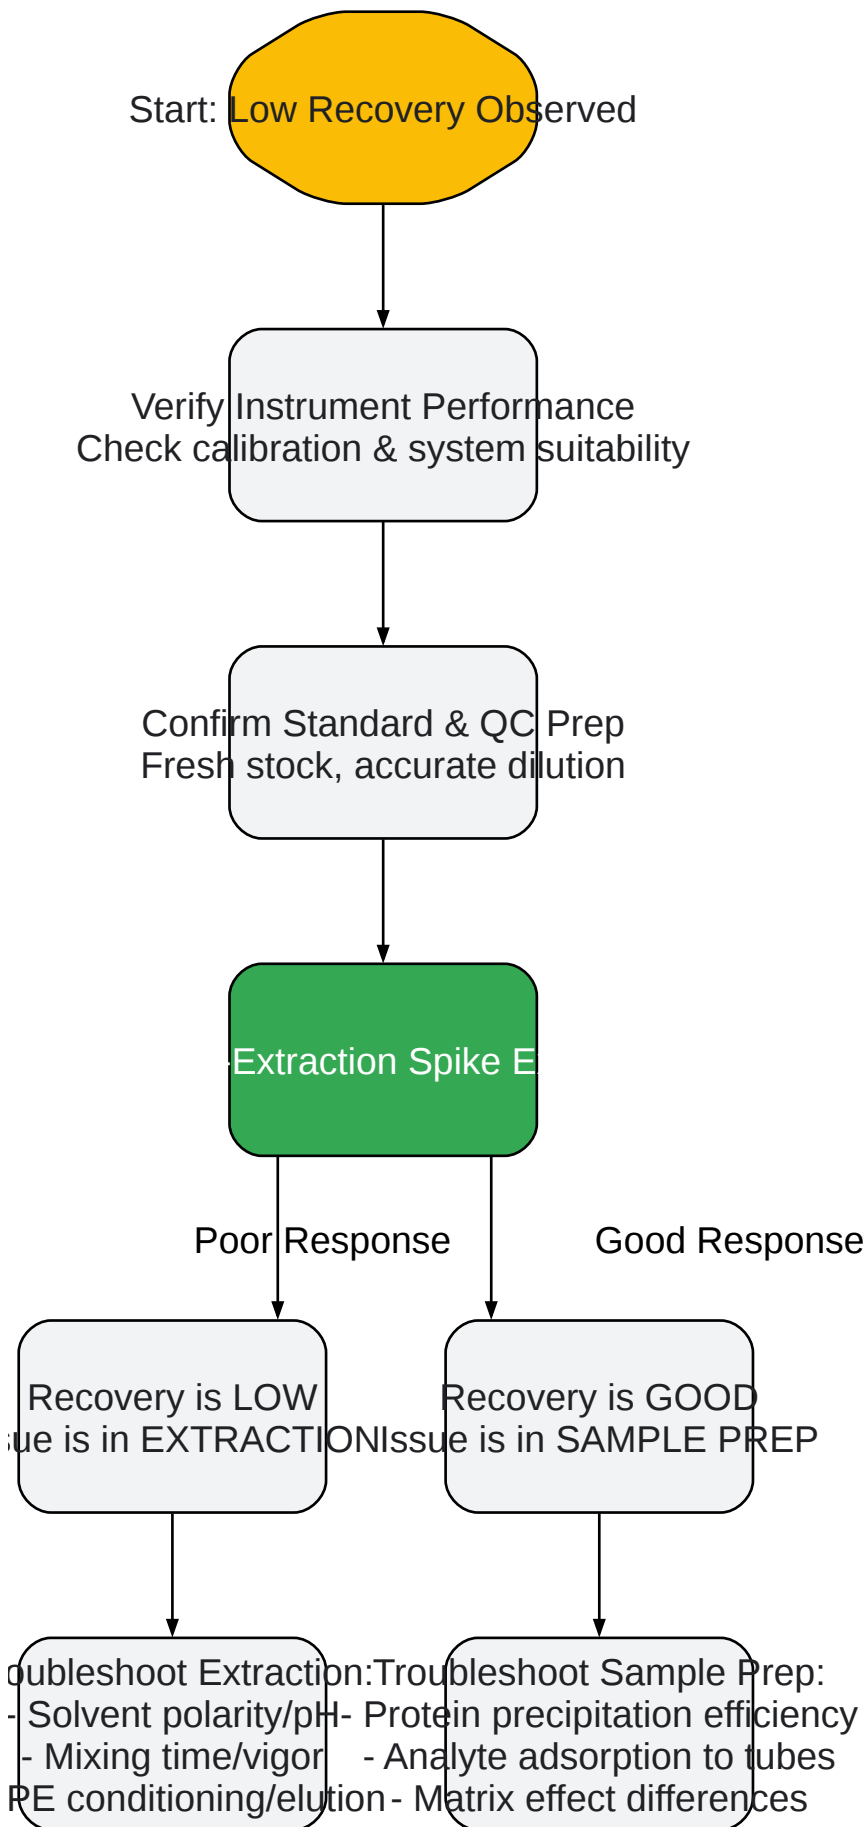 Start: Low Recovery Observed
Verify Instrument Performance
Check calibration & system suitability
Confirm Standard & QC Prep
Fresh stock, accurate dilution
-Extraction Spike E
Poor Response
Good Response
Recovery is LOW
sue is in EXTRACTION
Recovery is GOOD
Issue is in SAMPLE PREP
oubleshoot Extraction:
- Solvent polarity/pH
- Mixing time/vigor
PE conditioning/elution
Troubleshoot Sample Prep:
- Protein precipitation efficiency
- Analyte adsorption to tubes
- Matrix effect differences